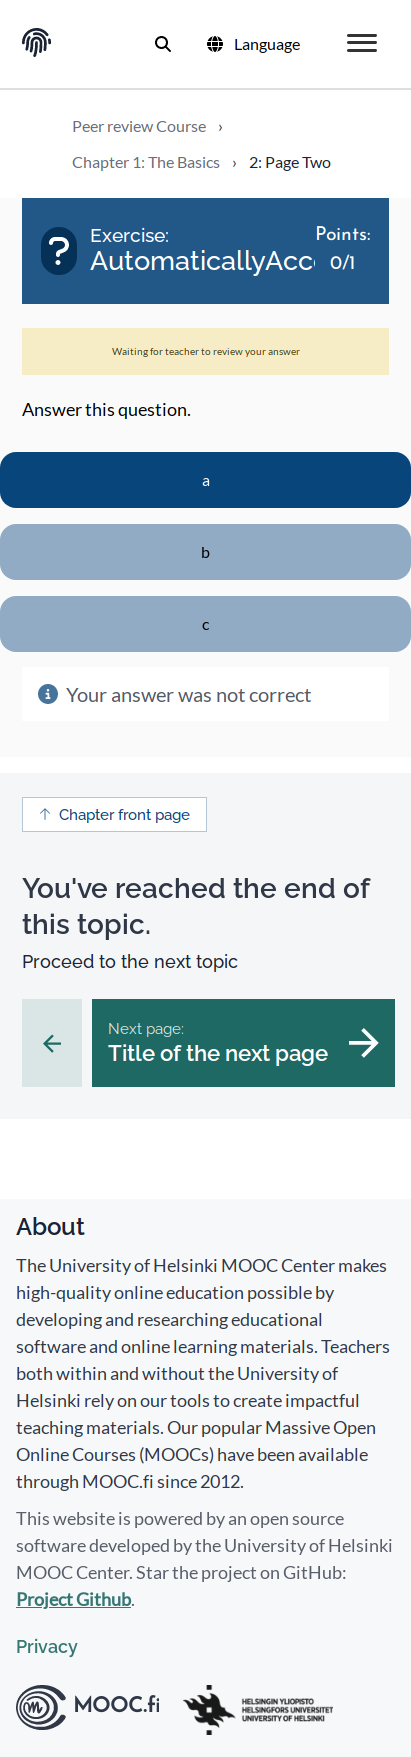 Language
Peer review Course ›
Chapter 1: The Basics › 2: Page Two
Exercise:
Points:
AutomaticallyAcc
0/1
Waiting for teacher to review your answer
Answer this question.
a
b
c
Your answer was not correct
Chapter front page
You've reached the end of
this topic.
Proceed to the next topic
Next page:
Title of the next page
About
The University of Helsinki MOOC Center makes
high-quality online education possible by
developing and researching educational
software and online learning materials. Teachers
both within and without the University of
Helsinki rely on our tools to create impactful
teaching materials. Our popular Massive Open
Online Courses (MOOCs) have been available
through MOOC.fi since 2012.
This website is powered by an open source
software developed by the University of Helsinki
MOOC Center. Star the project on GitHub:
Project Github.
Privacy
MOOC.fi
HELSINGIN YLIOPISTO
HELSINGFORS UNIVERSITET
UNIVERSITY OF HELSINKI